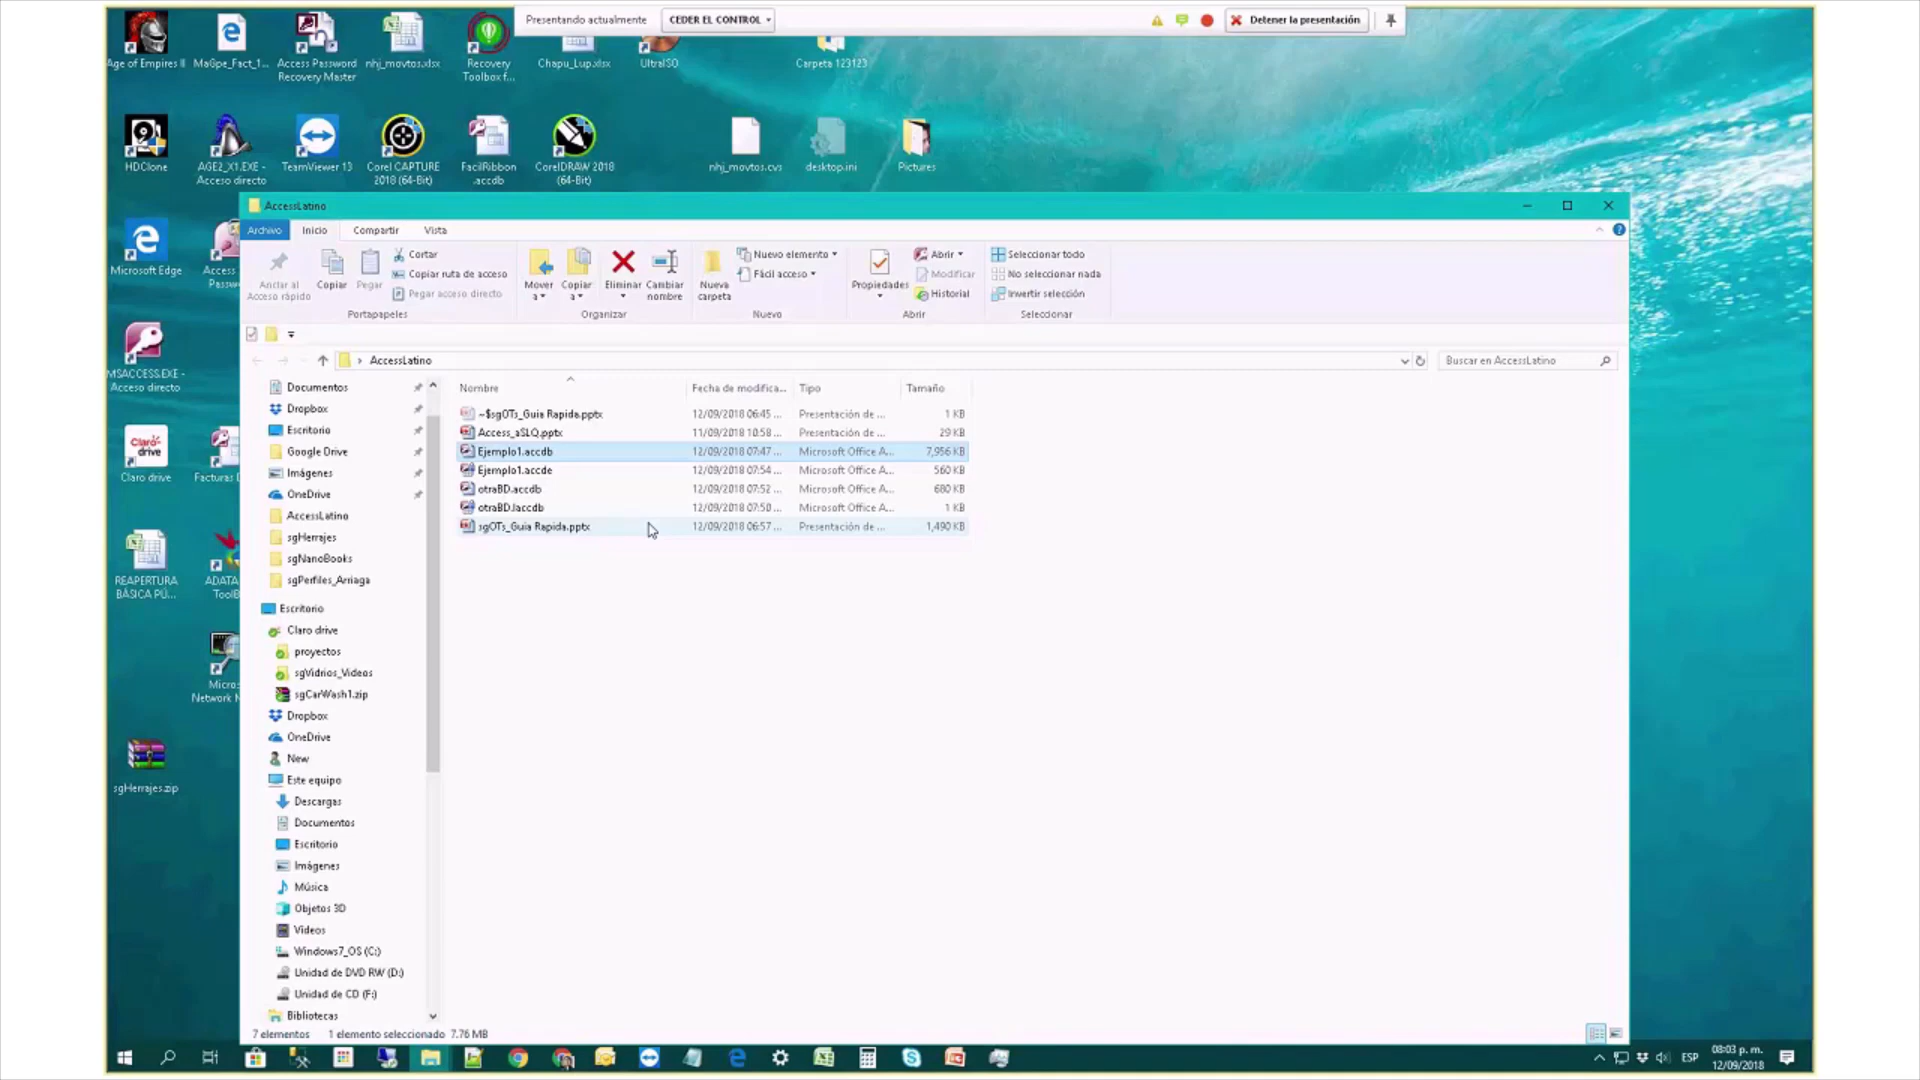 Presentando actualmente CEDER EL CONTROL Detener la presentación
Age of Empires II
MaGpe_Fact_1...
Access Password
Recovery Master
nhj_movtos.xlsx
Recovery
Toolbox f...
Chapu_Lup.xlsx
UltraISO
Carpeta 123123
HDClone
AGE2_X1.EXE -
Acceso directo
TeamViewer 13
Corel CAPTURE
2018 (64-Bit)
FacilRibbon
.accdb
CorelDRAW 2018
(64-Bit)
nhj_movtos.cvs
desktop.ini
Pictures
Microsoft Edge
Access
Passw
MSACCESS.EXE -
Acceso directo
Claro-
drive
Claro drive
Facturas
REAPERTURA
BÁSICA PÚ...
ADATA
ToolB
Micros
Network M
sgHerrajes.zip
AccessLatino
Archivo Inicio Compartir Vista
Anclar al
Acceso rápido
Copiar
Pegar
Cortar
Copiar ruta de acceso
Pegar acceso directo
Portapapeles
Mover
a
Copiar
a
Eliminar
Cambiar
nombre
Organizar
Nueva
carpeta
Nuevo elemento
Fácil acceso
Nuevo
Propiedades
Abrir
Modificar
Historial
Abrir
Seleccionar todo
No seleccionar nada
Invertir selección
Seleccionar
AccessLatino
Buscar en AccessLatino
Documentos
Dropbox
Escritorio
Google Drive
Imágenes
OneDrive
AccessLatino
sgHerrajes
sgNanoBooks
sgPerfiles_Arriaga
Escritorio
Claro drive
proyectos
sgVidrios_Videos
sgCarWash1.zip
Dropbox
OneDrive
New
Este equipo
Descargas
Documentos
Escritorio
Imágenes
Música
Objetos 3D
Vídeos
Windows7_OS (C:)
Unidad de DVD RW (D:)
Unidad de CD (F:)
Bibliotecas
Nombre Fecha de modifica... Tipo Tamaño
~$sgOTs_Guia Rapida.pptx 12/09/2018 06:45 ... Presentación de ... 1 KB
Access_aSLQ.pptx 11/09/2018 10:58 ... Presentación de ... 29 KB
Ejemplo1.accdb 12/09/2018 07:47 ... Microsoft Office A... 7,956 KB
Ejemplo1.accde 12/09/2018 07:54 ... Microsoft Office A... 560 KB
otraBD.accdb 12/09/2018 07:52 ... Microsoft Office A... 680 KB
otraBD.laccdb 12/09/2018 07:50 ... Microsoft Office A... 1 KB
sgOTs_Guia Rapida.pptx 12/09/2018 06:57 ... Presentación de ... 1,490 KB
7 elementos 1 elemento seleccionado 7.76 MB
ESP
08:03 p. m.
12/09/2018